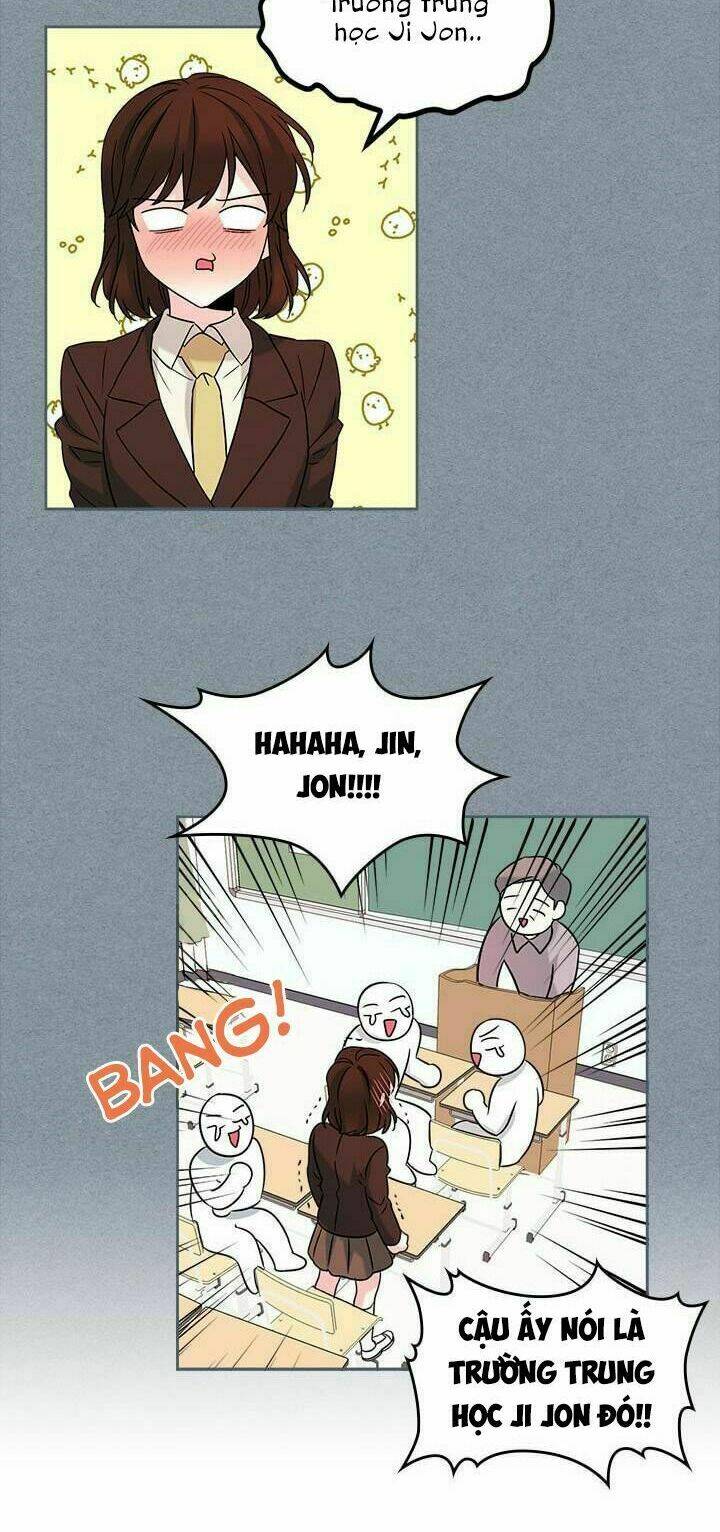 Trường trung
học Ji Jon..
HAHAHA, JIN,
JON!!!!
BANG!
CẬU ẤY NÓI LÀ
TRƯỜNG TRUNG
HỌC JI JON ĐÓ!!